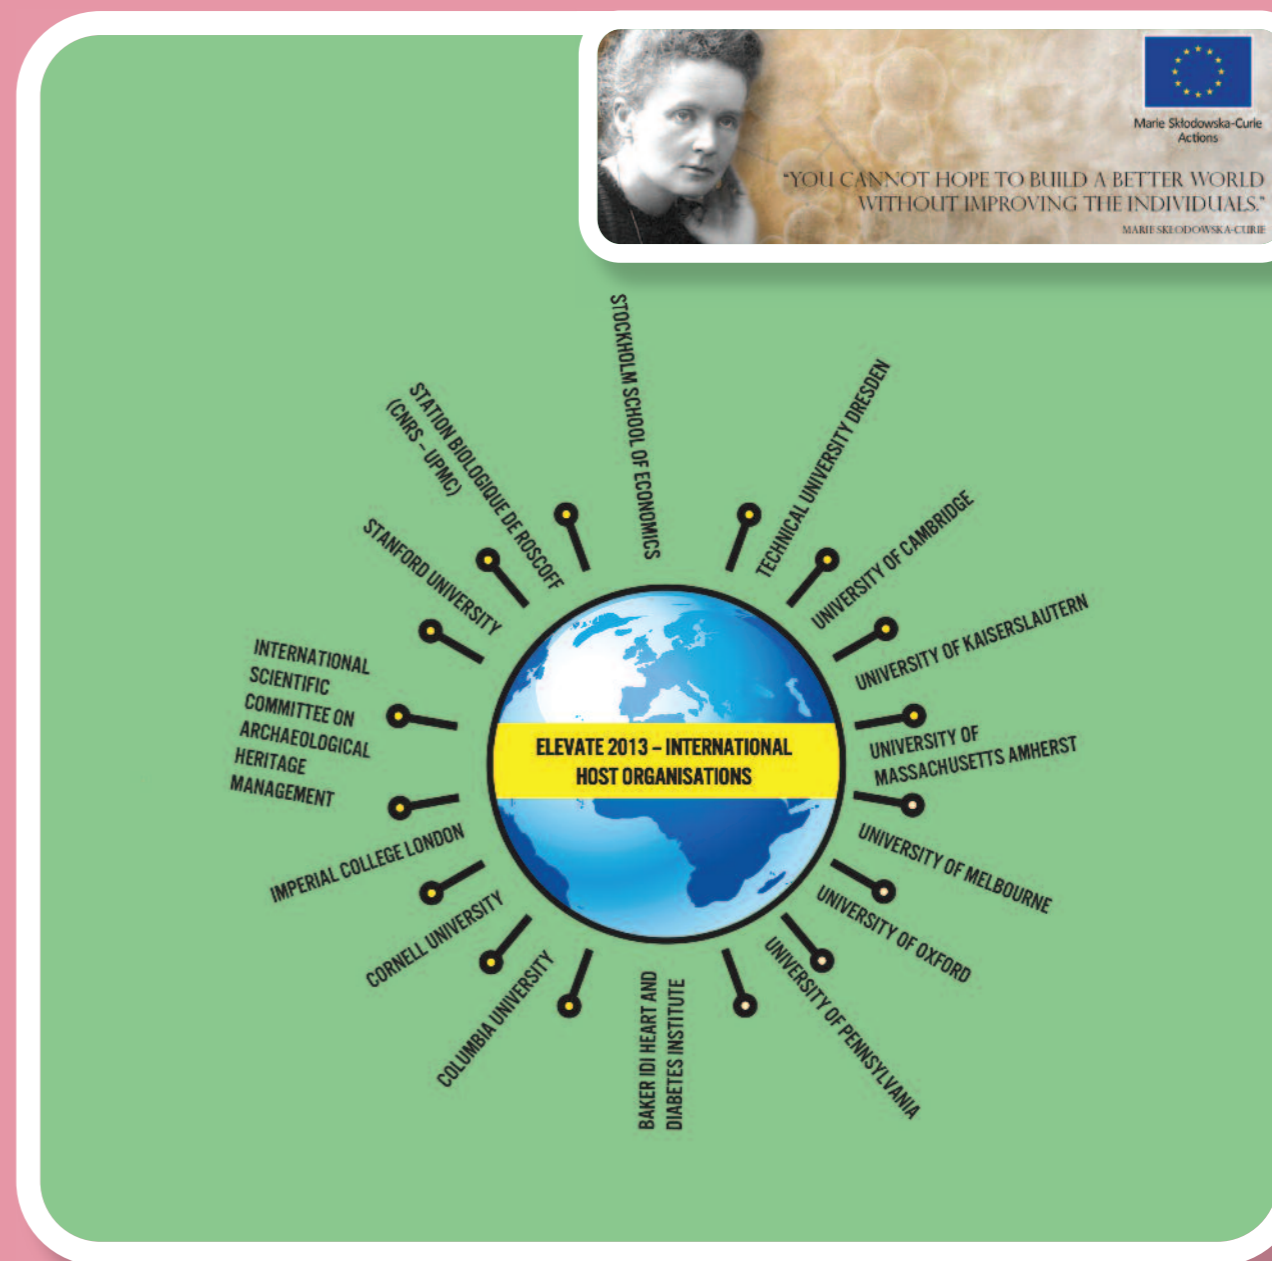 Marie Skłodowska-Curie
Actions
"YOU CANNOT HOPE TO BUILD A BETTER WORLD
WITHOUT IMPROVING THE INDIVIDUALS."
MARIE SKŁODOWSKA-CURIE
STOCKHOLM SCHOOL OF ECONOMICS
TECHNICAL UNIVERSITY DRESDEN
UNIVERSITY OF CAMBRIDGE
UNIVERSITY OF KAISERSLAUTERN
UNIVERSITY OF
MASSACHUSETTS AMHERST
UNIVERSITY OF MELBOURNE
UNIVERSITY OF OXFORD
UNIVERSITY OF PENNSYLVANIA
BAKER IDI HEART AND
DIABETES INSTITUTE
COLUMBIA UNIVERSITY
CORNELL UNIVERSITY
IMPERIAL COLLEGE LONDON
INTERNATIONAL
SCIENTIFIC
COMMITTEE ON
ARCHAEOLOGICAL
HERITAGE
MANAGEMENT
STANFORD UNIVERSITY
STATION BIOLOGIQUE DE ROSCOFF
(CNRS – UPMC)
ELEVATE 2013 – INTERNATIONAL
HOST ORGANISATIONS